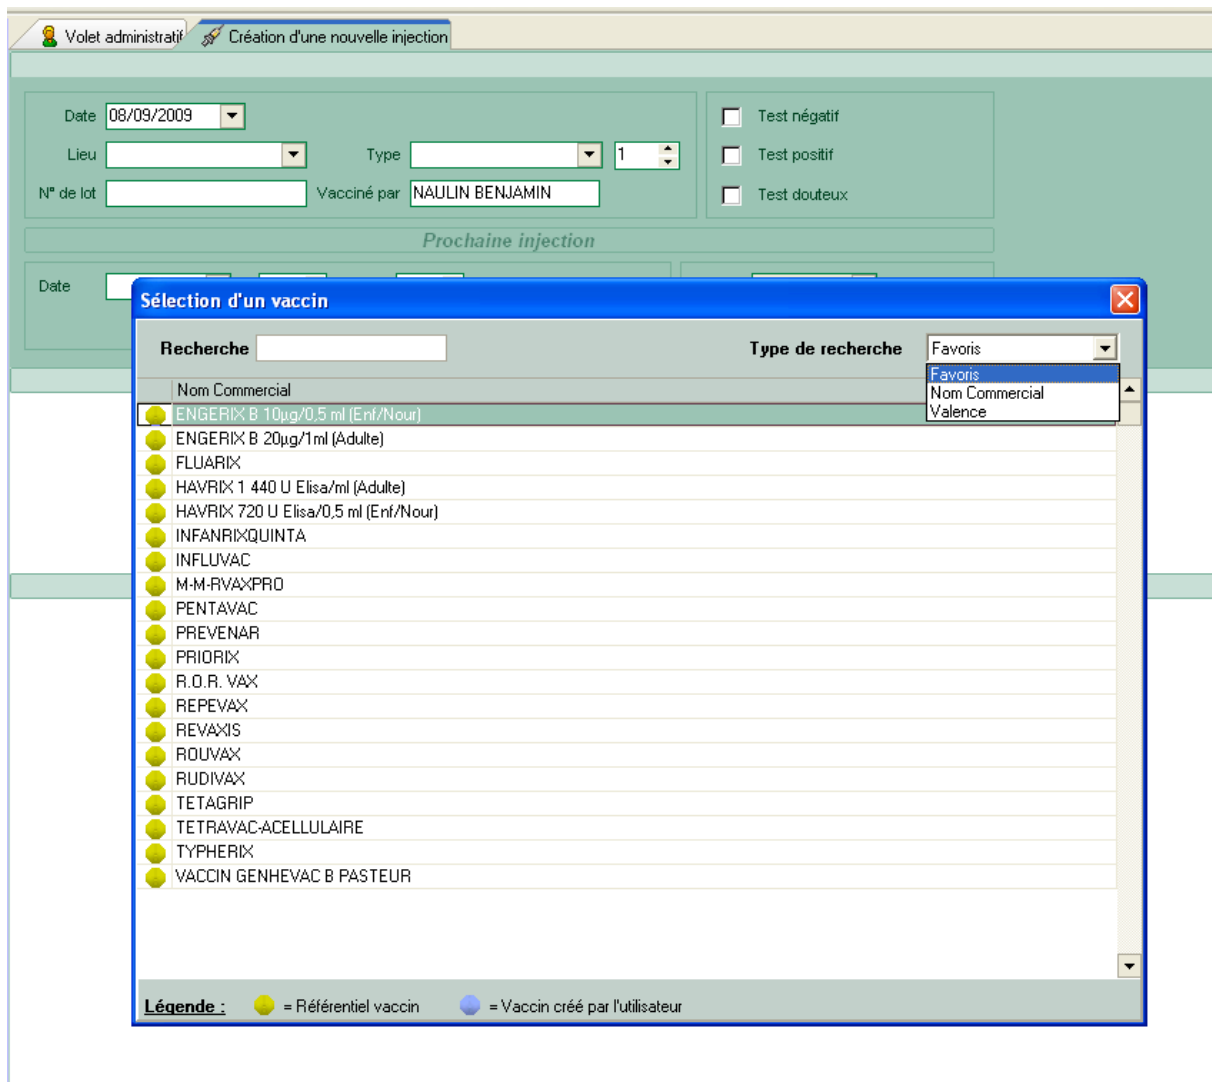 Volet administratif Création d'une nouvelle injection
Date 08/09/2009 Test négatif
Lieu Type 1 Test positif
N° de lot Vacciné par NAULIN BENJAMIN Test douteux
Prochaine injection
Date
Sélection d'un vaccin
Recherche Type de recherche Favoris
Favoris
Nom Commercial
Valence
Nom Commercial
ENGERIX B 10µg/0,5 ml (Enf/Nour)
ENGERIX B 20µg/1ml (Adulte)
FLUARIX
HAVRIX 1 440 U Elisa/ml (Adulte)
HAVRIX 720 U Elisa/0,5 ml (Enf/Nour)
INFANRIXQUINTA
INFLUVAC
M-M-RVAXPRO
PENTAVAC
PREVENAR
PRIORIX
R.O.R. VAX
REPEVAX
REVAXIS
ROUVAX
RUDIVAX
TETAGRIP
TETRAVAC-ACELLULAIRE
TYPHERIX
VACCIN GENHEVAC B PASTEUR
Légende : = Référentiel vaccin = Vaccin créé par l'utilisateur